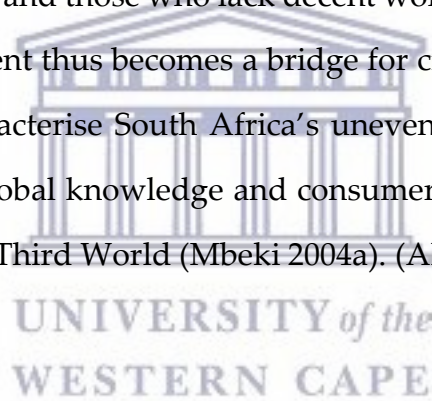 and those who lack decent wor
ent thus becomes a bridge for c
acterise South Africa's uneven
obal knowledge and consumer
Third World (Mbeki 2004a). (A
UNIVERSITY of the
WESTERN CAPE